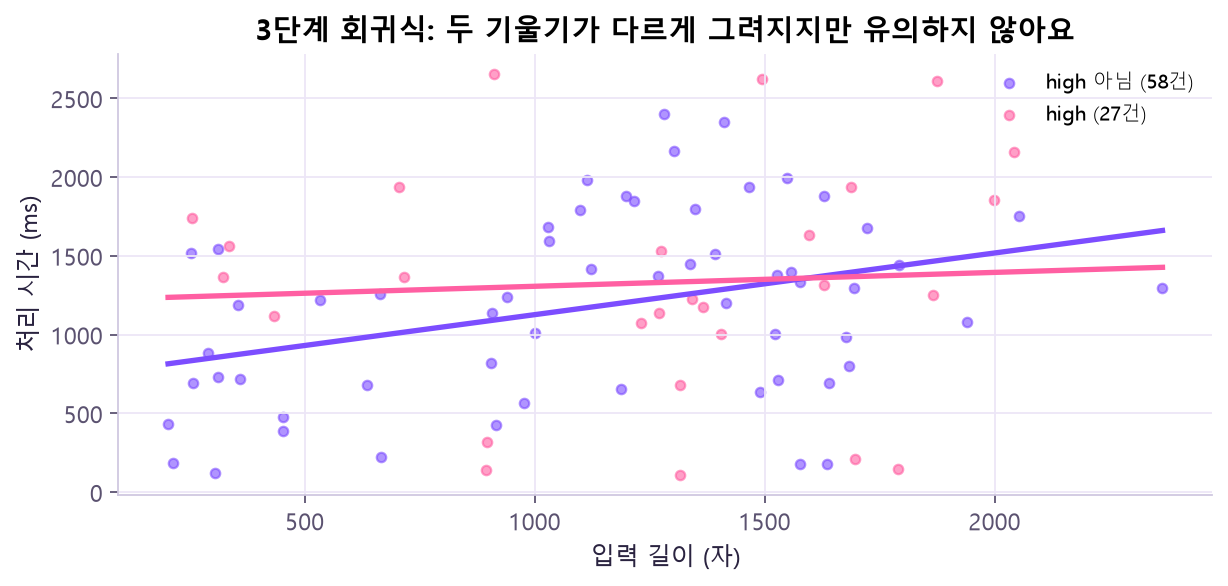 3단계 회귀식: 두 기울기가 다르게 그려지지만 유의하지 않아요
high 아님 (58건)
high (27건)
처리 시간 (ms)
2500
2000
1500
1000
500
0
500
1000
1500
2000
입력 길이 (자)